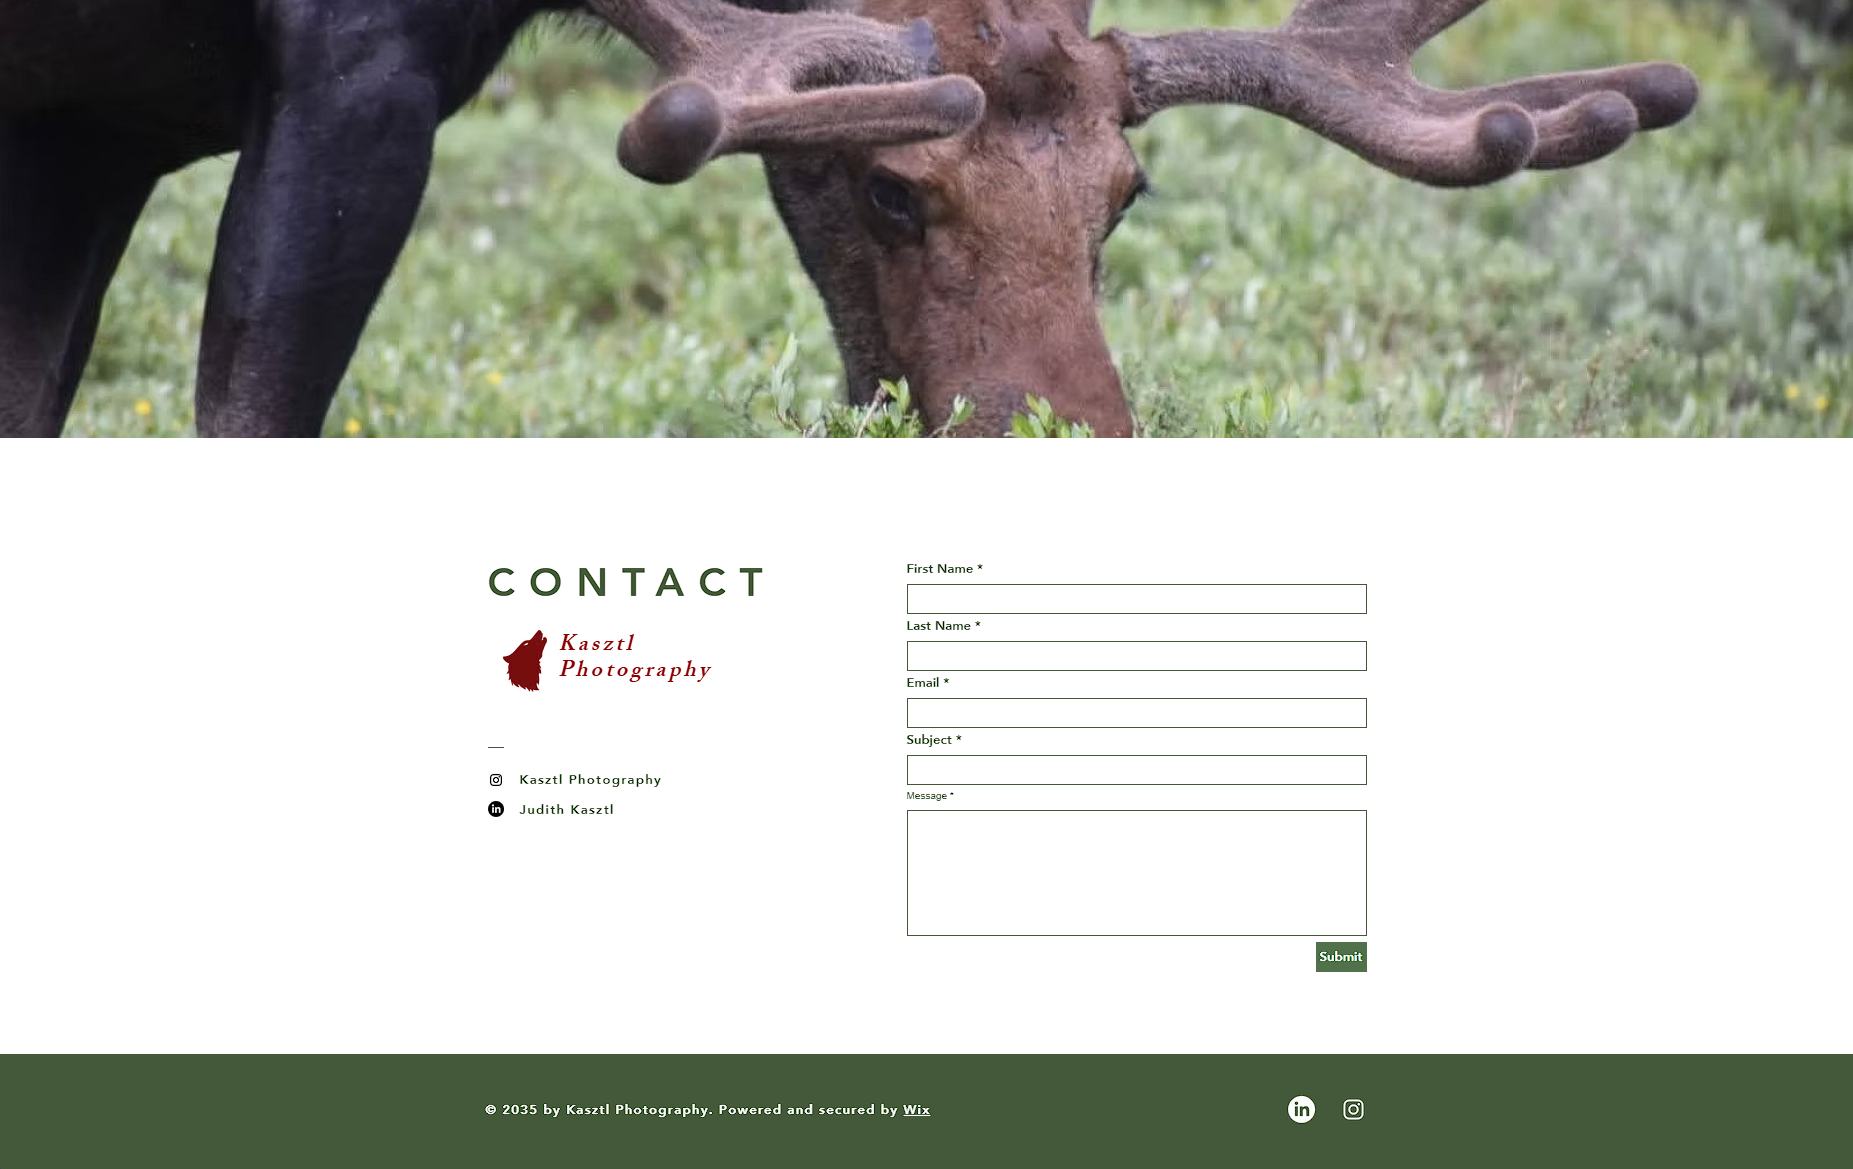 CONTACT
Kasztl
Photography
Kasztl Photography
Judith Kasztl
First Name *
Last Name *
Email *
Subject *
Message *
Submit
© 2035 by Kasztl Photography. Powered and secured by Wix